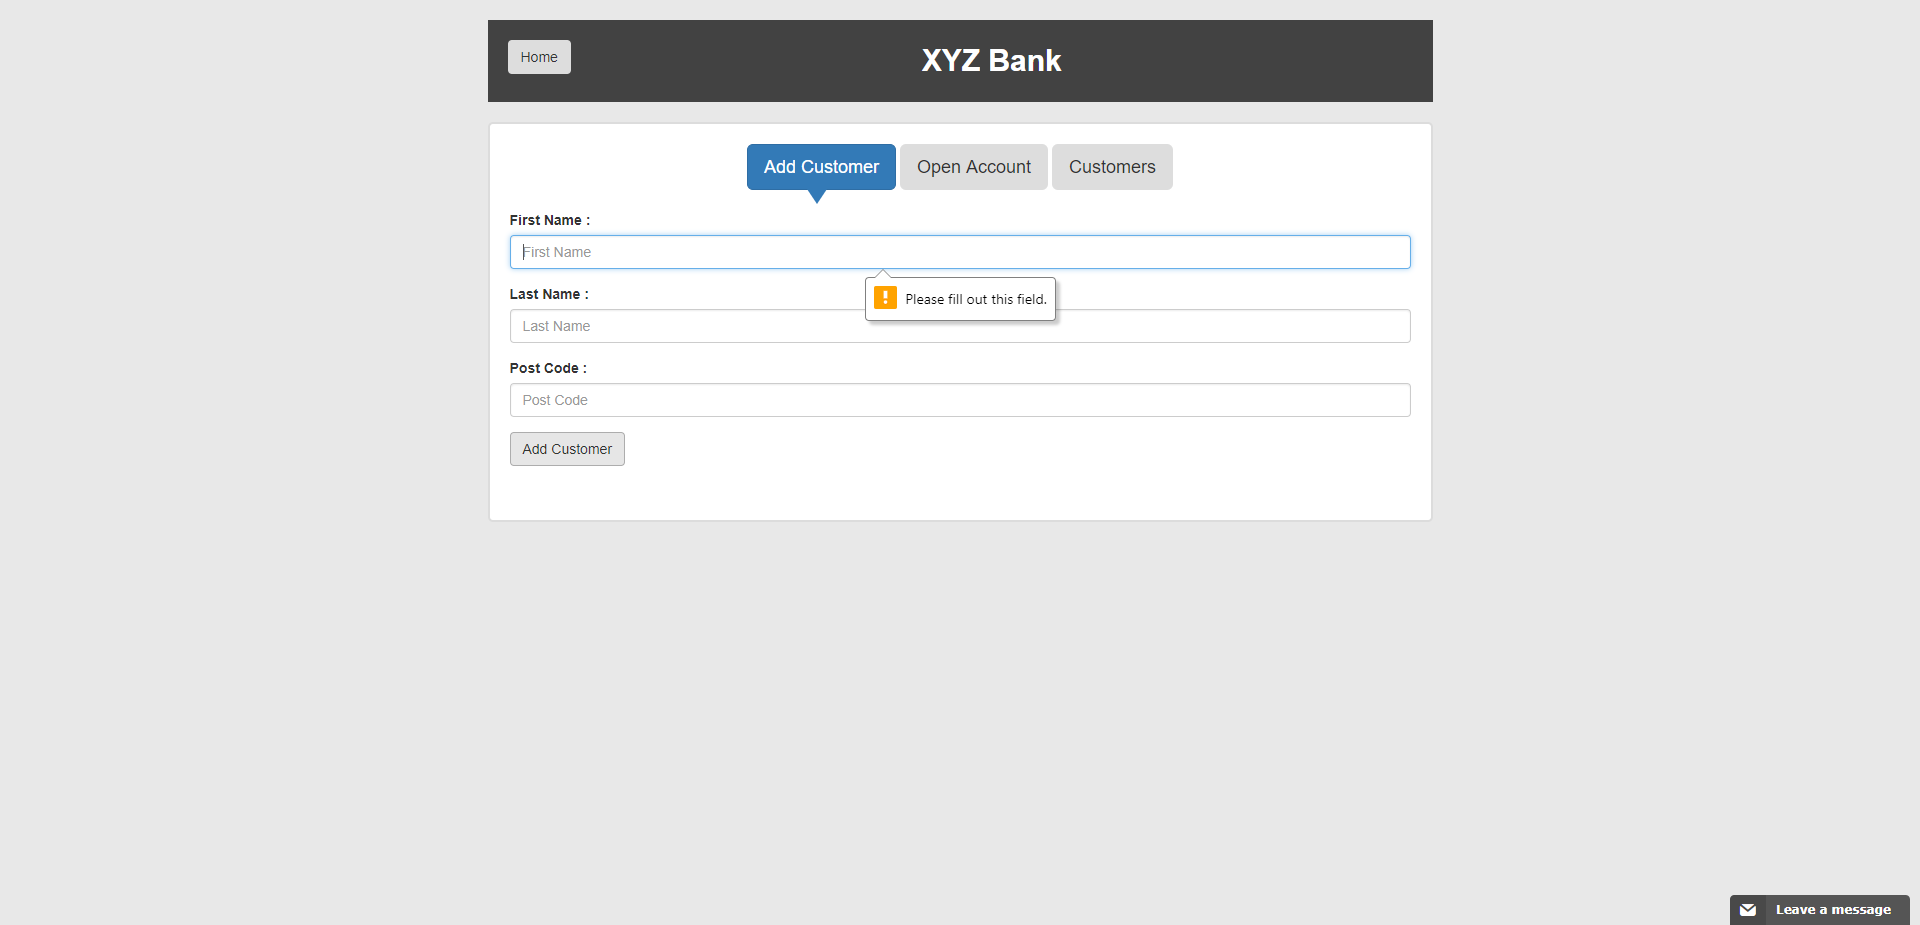 Home
XYZ Bank
Add Customer
Open Account
Customers
First Name :
First Name
Please fill out this field.
Last Name :
Last Name
Post Code :
Post Code
Add Customer
Leave a message